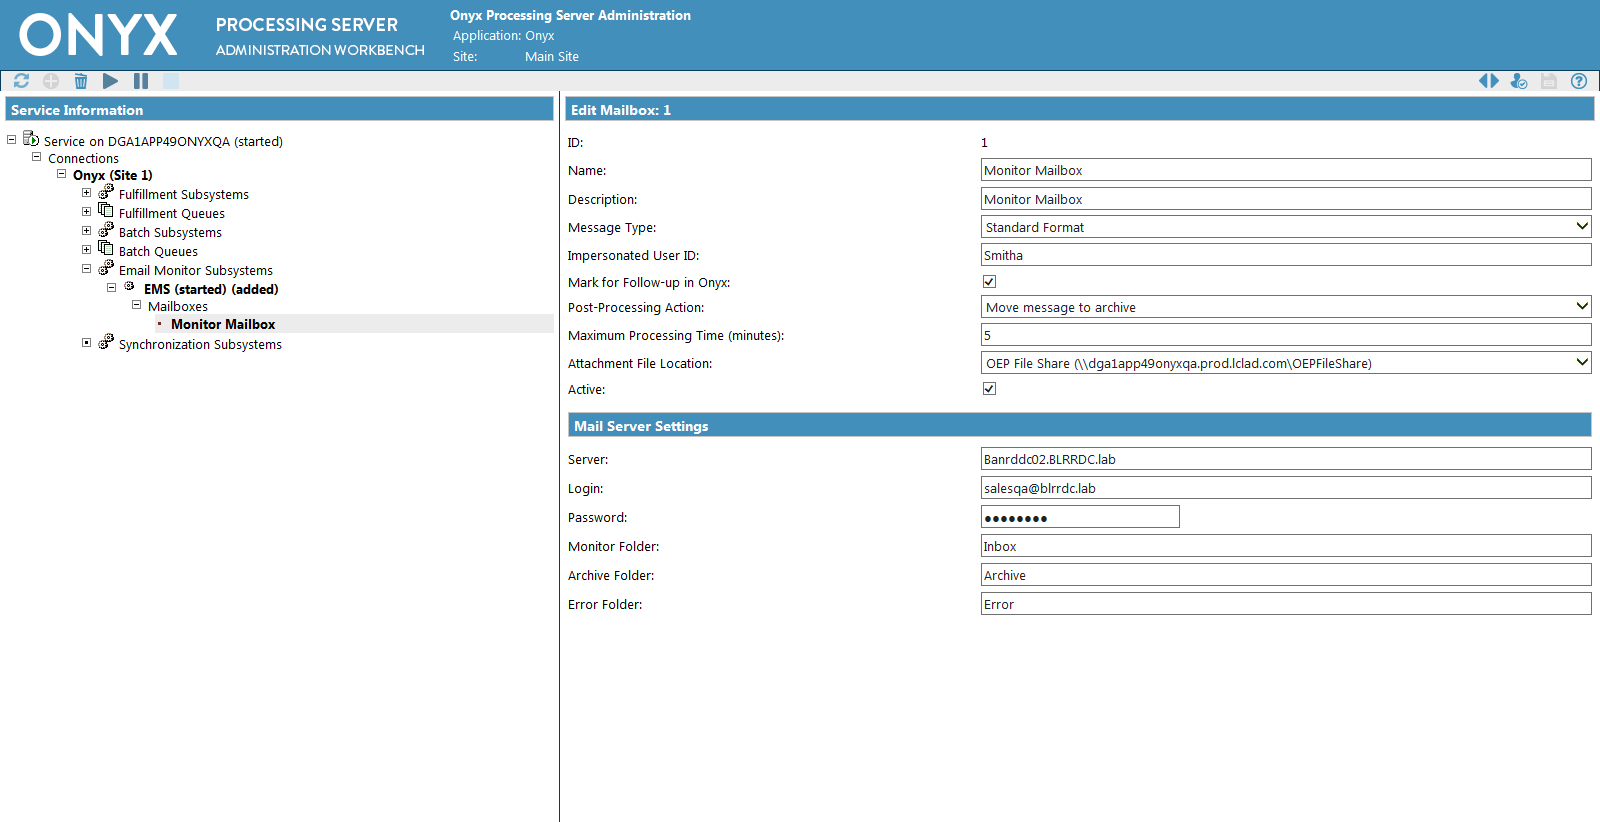 ONYX
PROCESSING SERVER
ADMINISTRATION WORKBENCH
Onyx Processing Server Administration
Application: Onyx
Site: Main Site
Service Information
Service on DGA1APP49ONYXQA (started)
Connections
Onyx (Site 1)
Fulfillment Subsystems
Fulfillment Queues
Batch Subsystems
Batch Queues
Email Monitor Subsystems
EMS (started) (added)
Mailboxes
Monitor Mailbox
Synchronization Subsystems
Edit Mailbox: 1
ID: 1
Name: Monitor Mailbox
Description: Monitor Mailbox
Message Type: Standard Format
Impersonated User ID: Smitha
Mark for Follow-up in Onyx:
Post-Processing Action: Move message to archive
Maximum Processing Time (minutes): 5
Attachment File Location: OEP File Share (\\dga1app49onyxqa.prod.lclad.com\OEPFileShare)
Active:
Mail Server Settings
Server: Banrddc02.BLRRDC.lab
Login: salesqa@blrrdc.lab
Password: ●●●●●●●●
Monitor Folder: Inbox
Archive Folder: Archive
Error Folder: Error